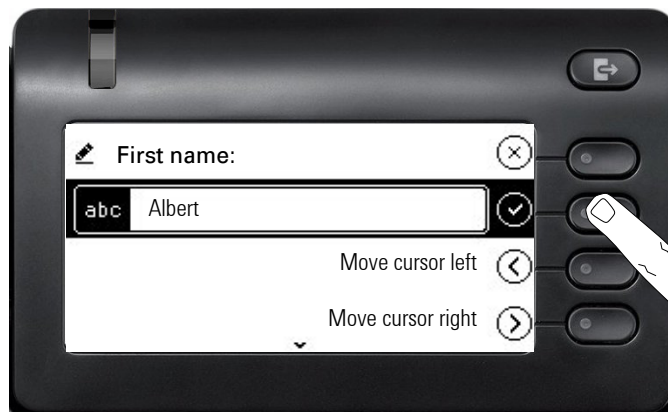 First name:
abc Albert
Move cursor left
Move cursor right